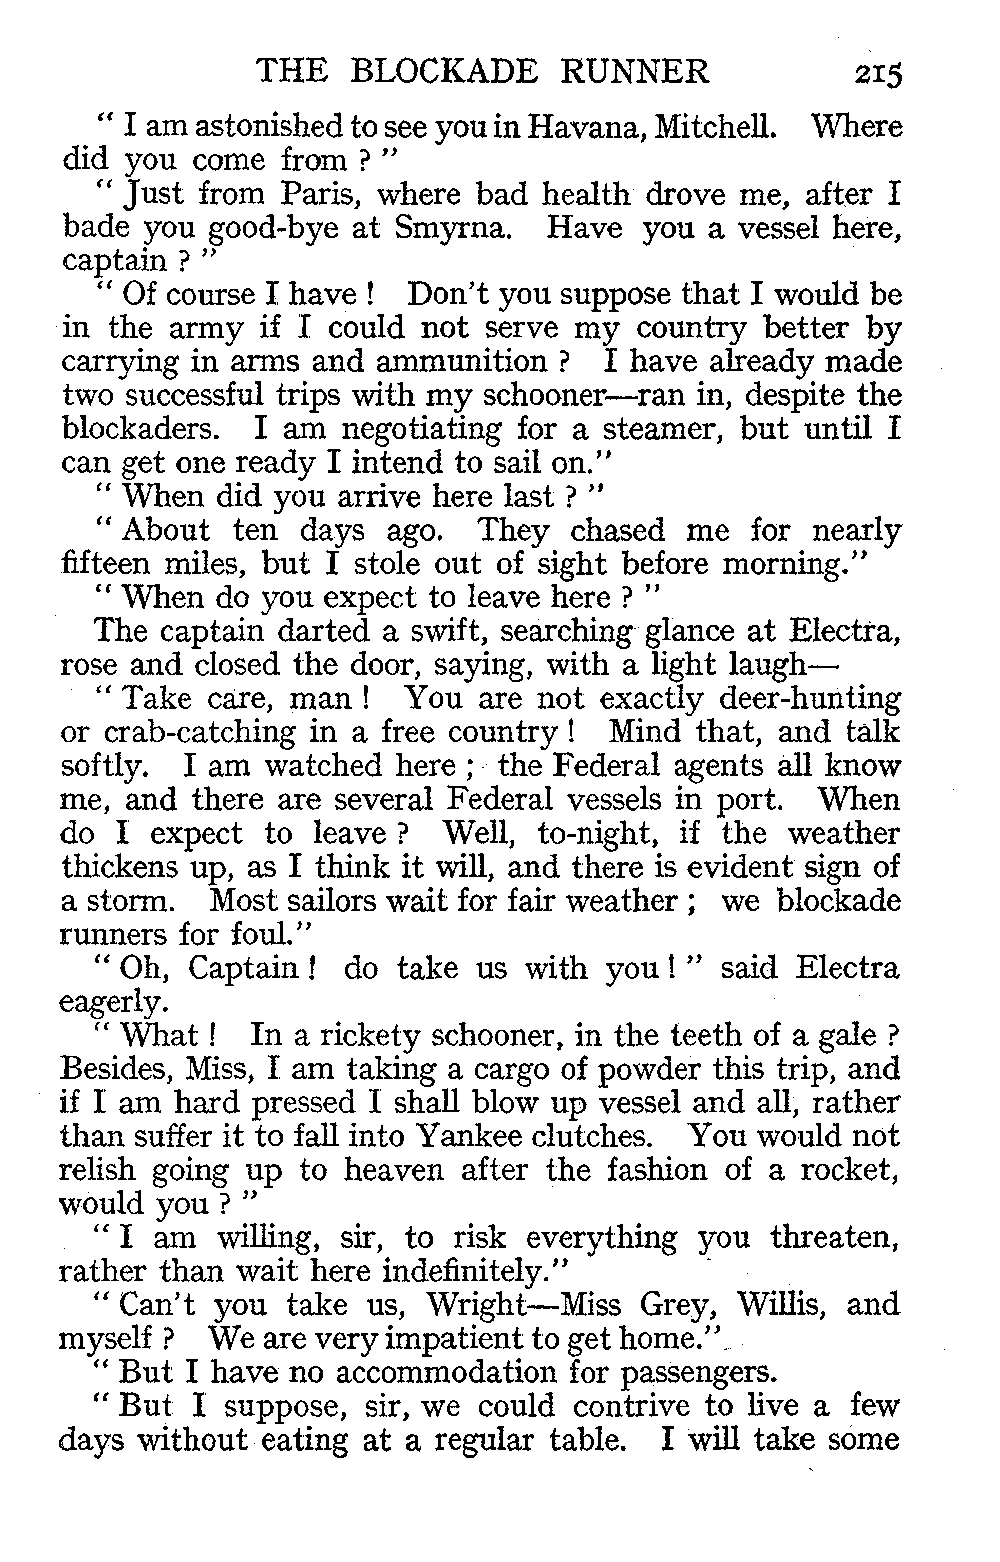 THE BLOCKADE RUNNER 215
" I am astonished to see you in Havana, Mitchell. Where
did you come from ? "
" Just from Paris, where bad health drove me, after I
bade you good-bye at Smyrna. Have you a vessel here,
captain ? "
" Of course I have ! Don't you suppose that I would be
in the army if I could not serve my country better by
carrying in arms and ammunition ? I have already made
two successful trips with my schooner—ran in, despite the
blockaders. I am negotiating for a steamer, but until I
can get one ready I intend to sail on."
" When did you arrive here last ? "
" About ten days ago. They chased me for nearly
fifteen miles, but I stole out of sight before morning."
" When do you expect to leave here ? "
The captain darted a swift, searching glance at Electra,
rose and closed the door, saying, with a light laugh—
" Take care, man ! You are not exactly deer-hunting
or crab-catching in a free country ! Mind that, and talk
softly. I am watched here ; the Federal agents all know
me, and there are several Federal vessels in port. When
do I expect to leave ? Well, to-night, if the weather
thickens up, as I think it will, and there is evident sign of
a storm. Most sailors wait for fair weather ; we blockade
runners for foul."
" Oh, Captain ! do take us with you ! " said Electra
eagerly.
" What ! In a rickety schooner, in the teeth of a gale ?
Besides, Miss, I am taking a cargo of powder this trip, and
if I am hard pressed I shall blow up vessel and all, rather
than suffer it to fall into Yankee clutches. You would not
relish going up to heaven after the fashion of a rocket,
would you ? "
" I am willing, sir, to risk everything you threaten,
rather than wait here indefinitely."
" Can't you take us, Wright—Miss Grey, Willis, and
myself ? We are very impatient to get home."
" But I have no accommodation for passengers.
" But I suppose, sir, we could contrive to live a few
days without eating at a regular table. I will take some